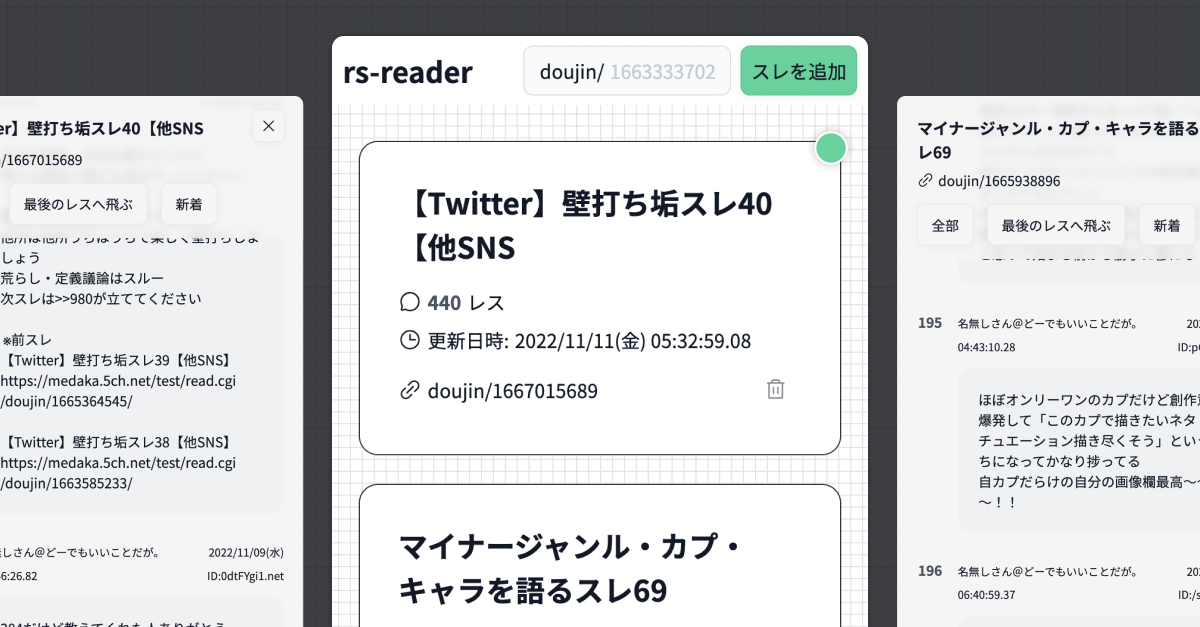 er】壁打ち垢スレ40【他SNS
/1667015689
最後のレスへ飛ぶ
新着
しょう
荒らし・定義議論はスルー
次スレは>>980が立ててください
※前スレ
【Twitter】壁打ち垢スレ39【他SNS】
https://medaka.5ch.net/test/read.cgi
/doujin/1665364545/
【Twitter】壁打ち垢スレ38【他SNS】
https://medaka.5ch.net/test/read.cgi
/doujin/1663585233/
しさん@どーでもいいことだが。
2022/11/09(水)
6:26.82
ID:0dtFYgi1.net
rs-reader
doujin/ 1663333702
スレを追加
【Twitter】壁打ち垢スレ40
【他SNS
440 レス
更新日時: 2022/11/11(金) 05:32:59.08
doujin/1667015689
マイナージャンル・カプ・
キャラを語るスレ69
マイナージャンル・カプ・キャラを語る
レ69
doujin/1665938896
全部
最後のレスへ飛ぶ
新着
195
名無しさん@どーでもいいことだが。
04:43:10.28
ほぼオンリーワンのカプだけど創作
爆発して「このカプで描きたいネタ
チュエーション描き尽くそう」とい
ちになってかなり捗ってる
自カプだらけの自分の画像欄最高〜
〜！！
196
名無しさん@どーでもいいことだが。
06:40:59.37